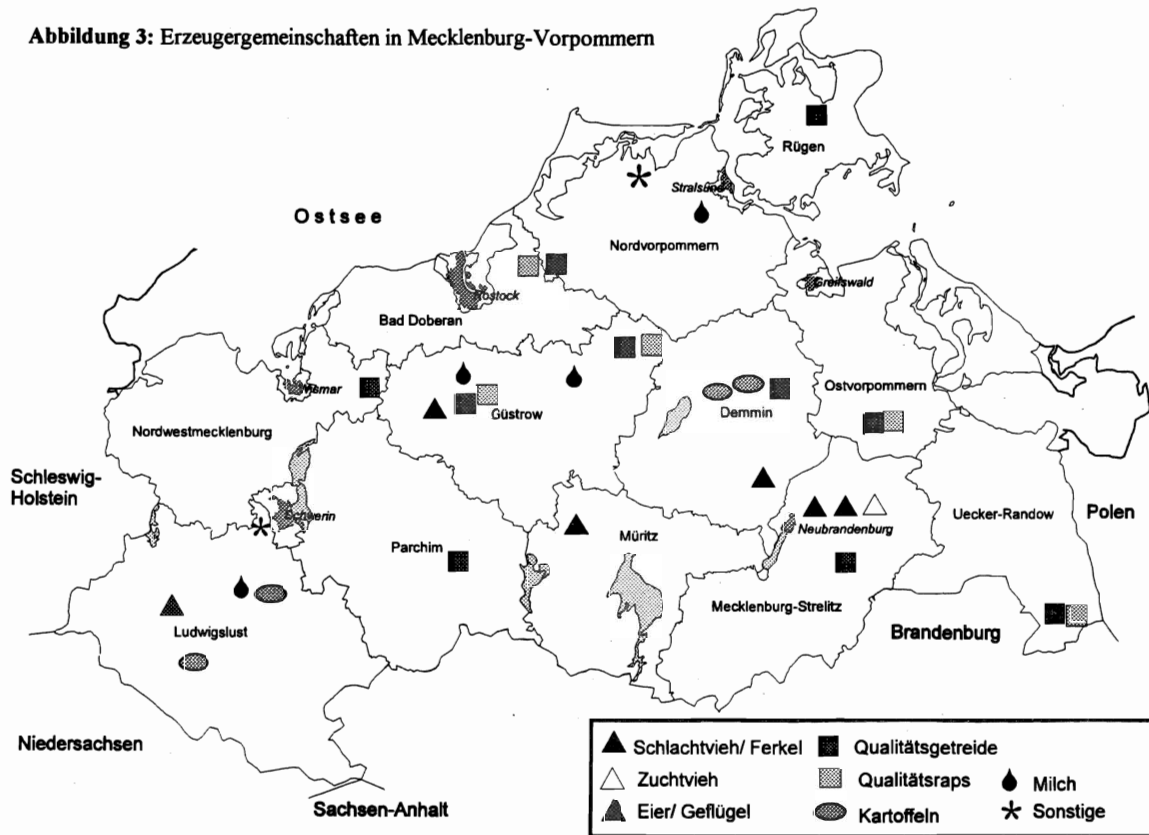 Abbildung 3: Erzeugergemeinschaften in Mecklenburg-Vorpommern
Rügen
Stralsund
Ostsee
Nordvorpommern
Greifswald
Rostock
Bad Doberan
Wismar
Ostvorpommern
Demmin
Güstrow
Nordwestmecklenburg
Schleswig-
Holstein
Schwerin
Neubrandenburg
Uecker-Randow
Polen
Müritz
Parchim
Mecklenburg-Strelitz
Ludwigslust
Brandenburg
Niedersachsen
Sachsen-Anhalt
Schlachtvieh/ Ferkel
Qualitätsgetreide
Zuchtvieh
Qualitätsraps
Milch
Eier/ Geflügel
Kartoffeln
Sonstige